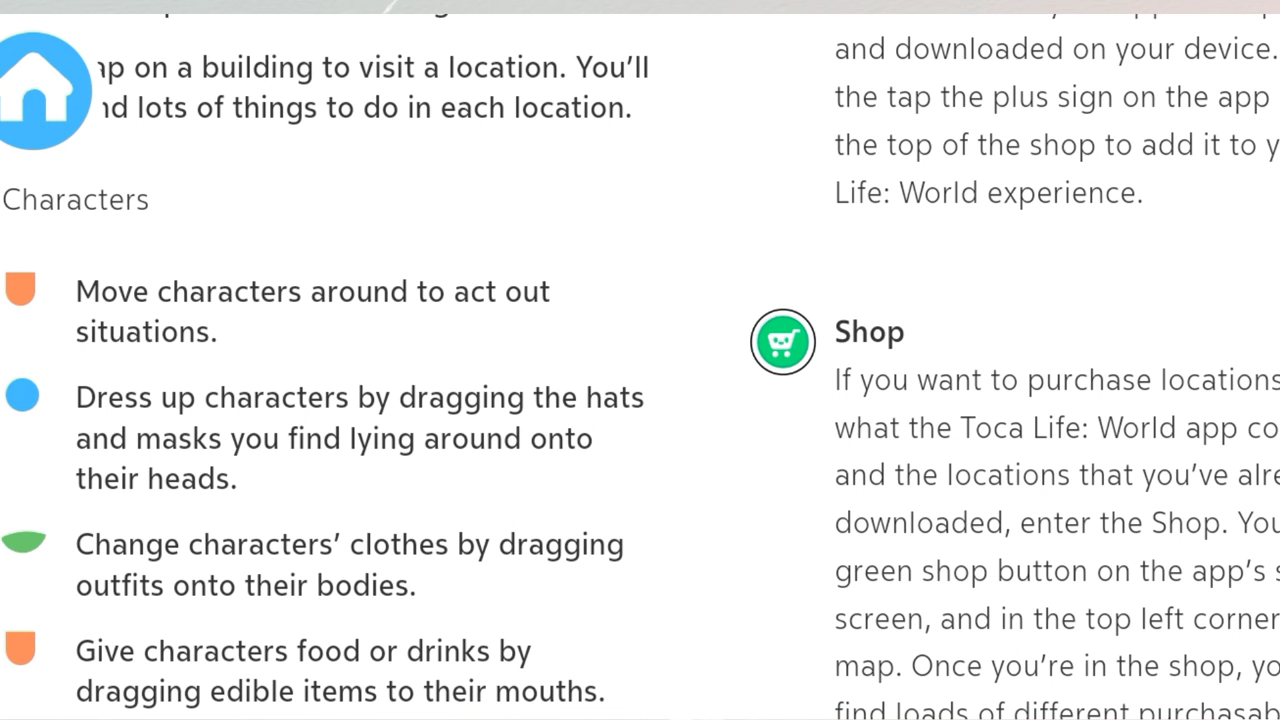 on a building to visit a location. You’ll
lots of things to do in each location.
Characters
Move characters around to act out
situations.
Dress up characters by dragging the hats
and masks you find lying around onto
their heads.
Change characters’ clothes by dragging
outfits onto their bodies.
Give characters food or drinks by
dragging edible items to their mouths.
and downloaded on your device.
the tap the plus sign on the app
the top of the shop to add it to
Life: World experience.
Shop
If you want to purchase locations
what the Toca Life: World app
and the locations that you’ve
downloaded, enter the Shop.
green shop button on the app’s
screen, and in the top left corner
map. Once you’re in the shop,
find loads of different